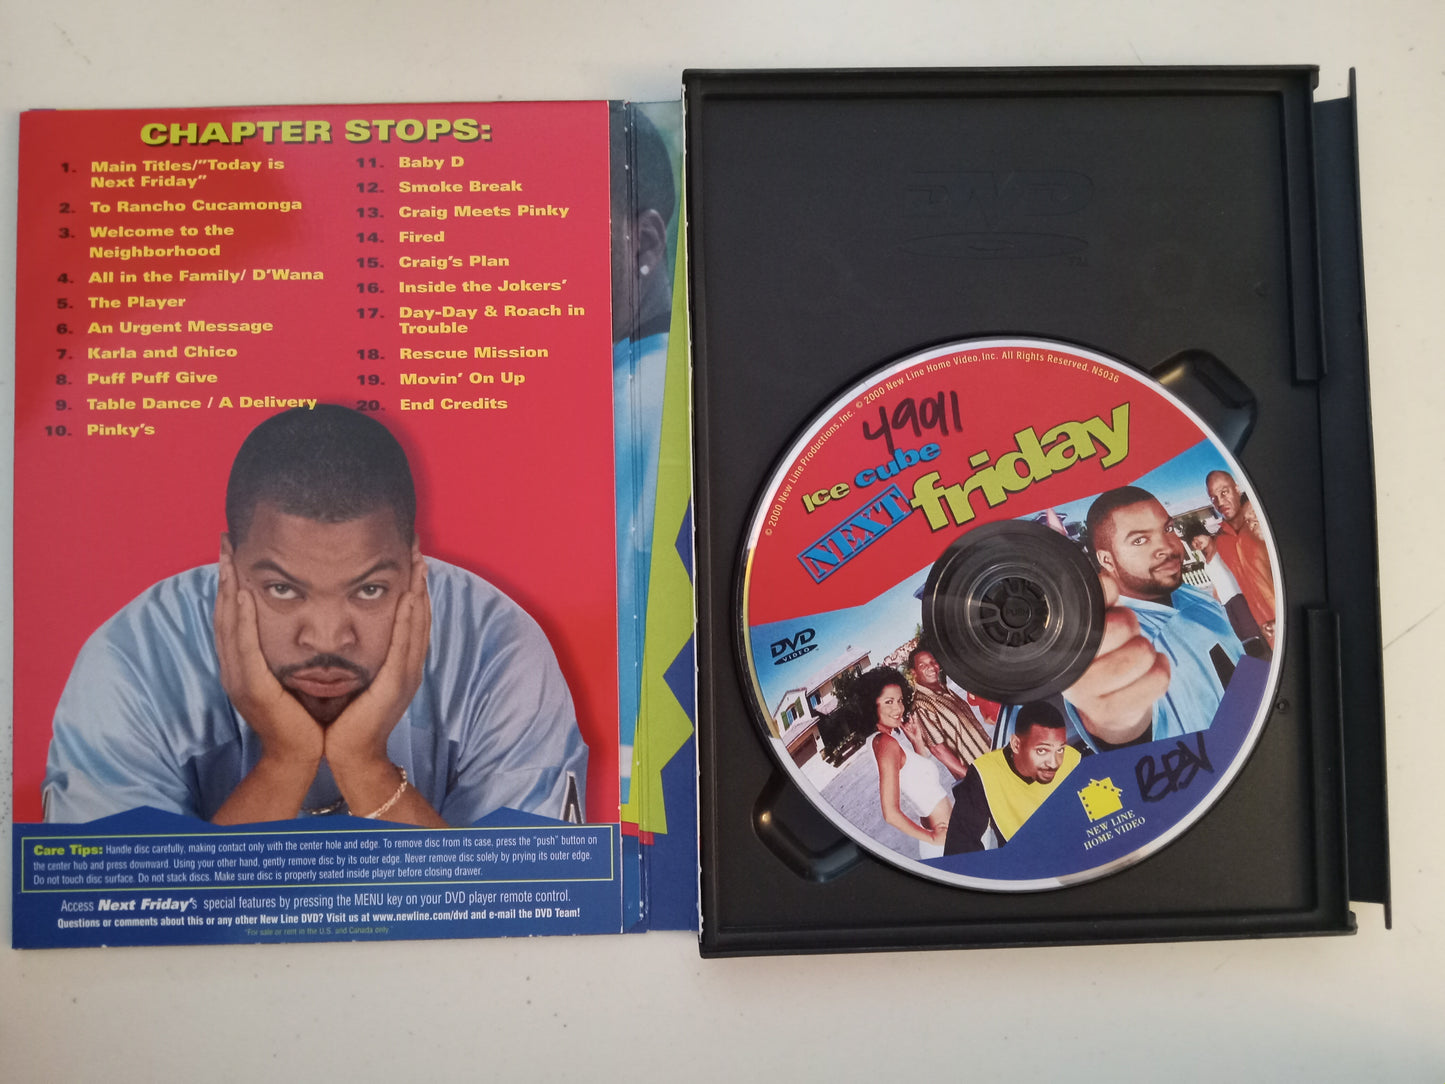 CHAPTER STOPS:
1. Main Titles/"Today is
Next Friday"
2. To Rancho Cucamonga
3. Welcome to the
Neighborhood
4. All in the Family/ D'Wana
5. The Player
6. An Urgent Message
7. Karla and Chico
8. Puff Puff Give
9. Table Dance / A Delivery
10. Pinky's
11. Baby D
12. Smoke Break
13. Craig Meets Pinky
14. Fired
15. Craig's Plan
16. Inside the Jokers'
17. Day-Day & Roach in
Trouble
18. Rescue Mission
19. Movin' On Up
20. End Credits
Care Tips: Handle disc carefully, making contact only with the center hole and edge. To remove disc from its case, press the "push" button on
the center hub and press downward. Using your other hand, gently remove disc by its outer edge. Never remove disc solely by prying its outer edge.
Do not touch disc surface. Do not stack discs. Make sure disc is properly seated inside player before closing drawer.
Access Next Friday's special features by pressing the MENU key on your DVD player remote control.
Questions or comments about this or any other New Line DVD? Visit us at www.newline.com/dvd and e-mail the DVD Team!
"For sale or rent in the U.S. and Canada only."
DVD
TM
© 2000 New Line Productions, Inc. © 2000 New Line Home Video, Inc. All Rights Reserved. N5036
49011
Ice Cube
NEXT friday
PUSH
DVD
VIDEO
NEW LINE
HOME VIDEO